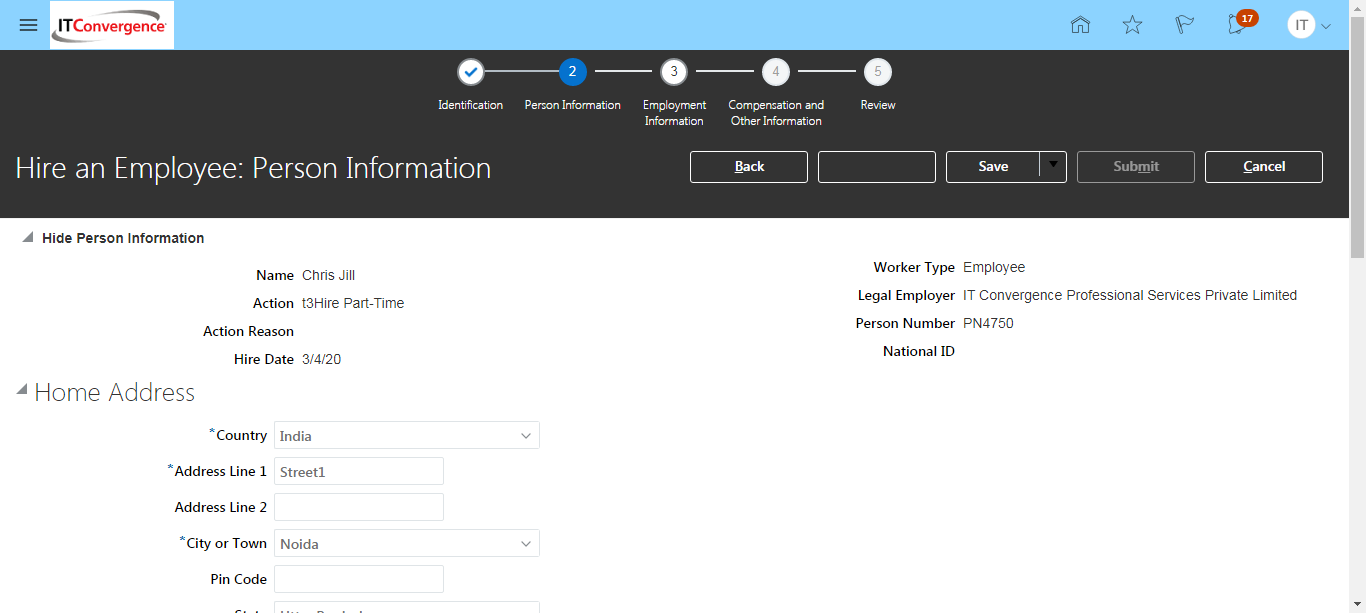 ITConvergence
17
IT
2
3
4
5
Identification
Person Information
Employment
Information
Compensation and
Other Information
Review
Hire an Employee: Person Information
Back
Save
Submit
Cancel
Hide Person Information
Name Chris Jill
Action t3Hire Part-Time
Action Reason
Hire Date 3/4/20
Worker Type Employee
Legal Employer IT Convergence Professional Services Private Limited
Person Number PN4750
National ID
Home Address
*Country India
*Address Line 1 Street1
Address Line 2
*City or Town Noida
Pin Code